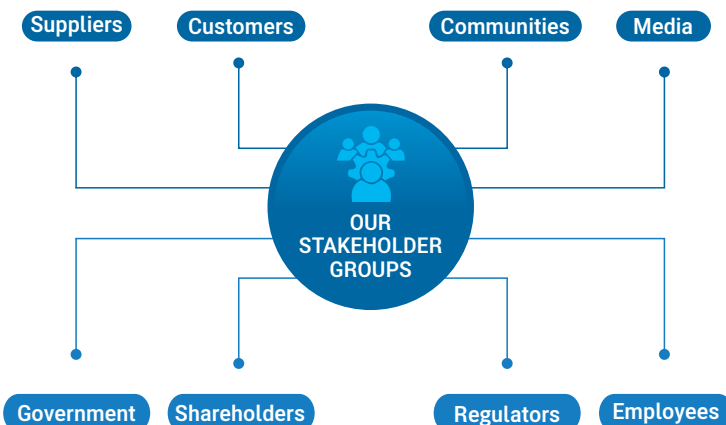 Suppliers
Customers
Communities
Media
OUR
STAKEHOLDER
GROUPS
Government
Shareholders
Regulators
Employees